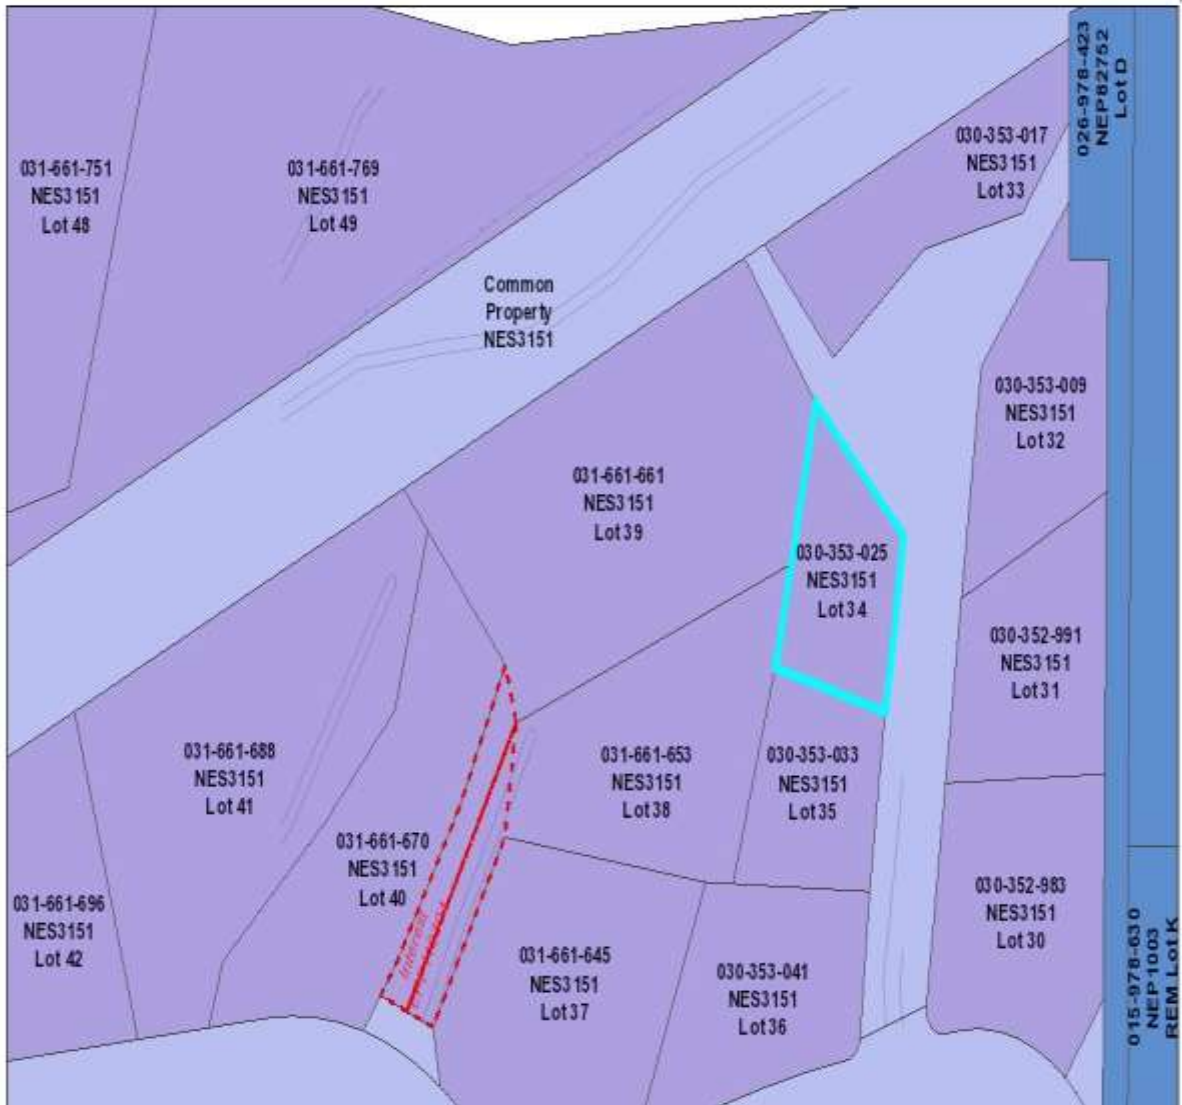 026-978-423
NEP82752
Lot D
030-353-017
NES3151
Lot 33
031-661-751
NES3151
Lot 48
031-661-769
NES3151
Lot 49
Common
Property
NES3151
030-353-009
NES3151
Lot 32
031-661-661
NES3151
Lot 39
030-353-025
NES3151
Lot 34
030-352-991
NES3151
Lot 31
031-661-688
NES3151
Lot 41
031-661-653
NES3151
Lot 38
030-353-033
NES3151
Lot 35
031-661-670
NES3151
Lot 40
031-661-696
NES3151
Lot 42
030-352-983
NES3151
Lot 30
Internal
031-661-645
NES3151
Lot 37
030-353-041
NES3151
Lot 36
015-978-630
NEP1003
REM Lot K